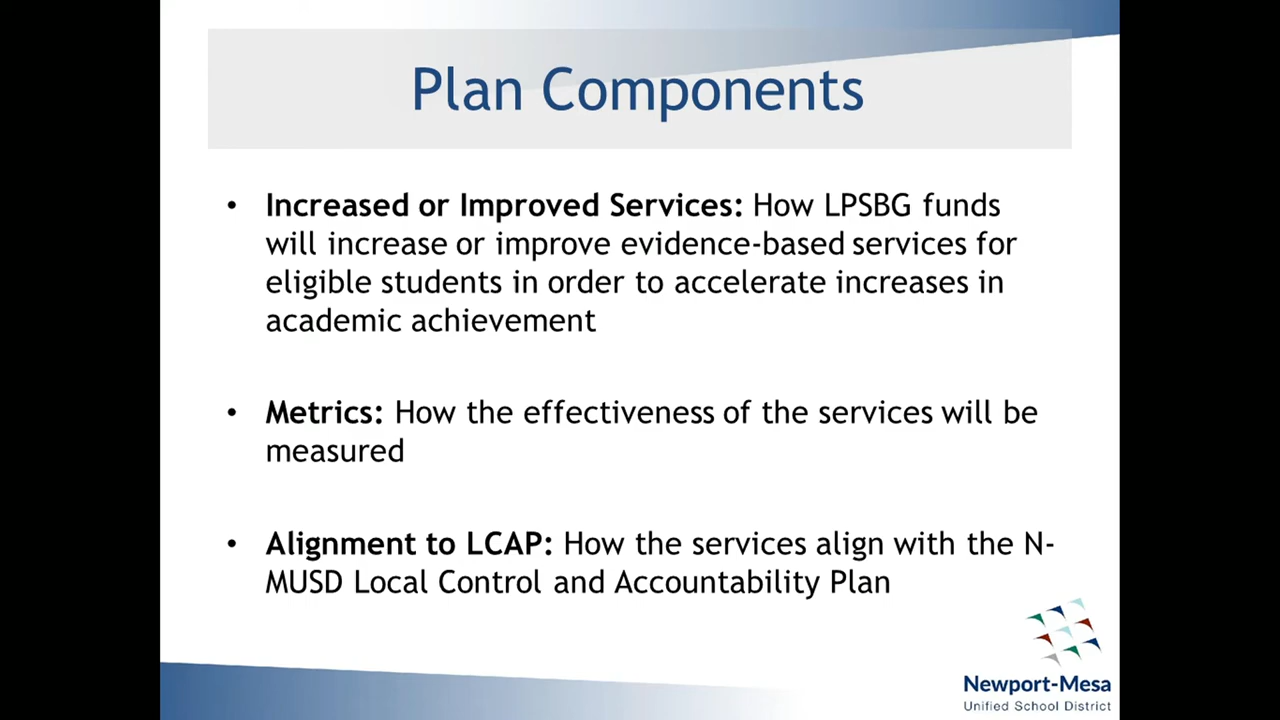 Plan Components
• Increased or Improved Services: How LPSBG funds
will increase or improve evidence-based services for
eligible students in order to accelerate increases in
academic achievement
• Metrics: How the effectiveness of the services will be
measured
• Alignment to LCAP: How the services align with the N-
MUSD Local Control and Accountability Plan
Newport-Mesa
Unified School District